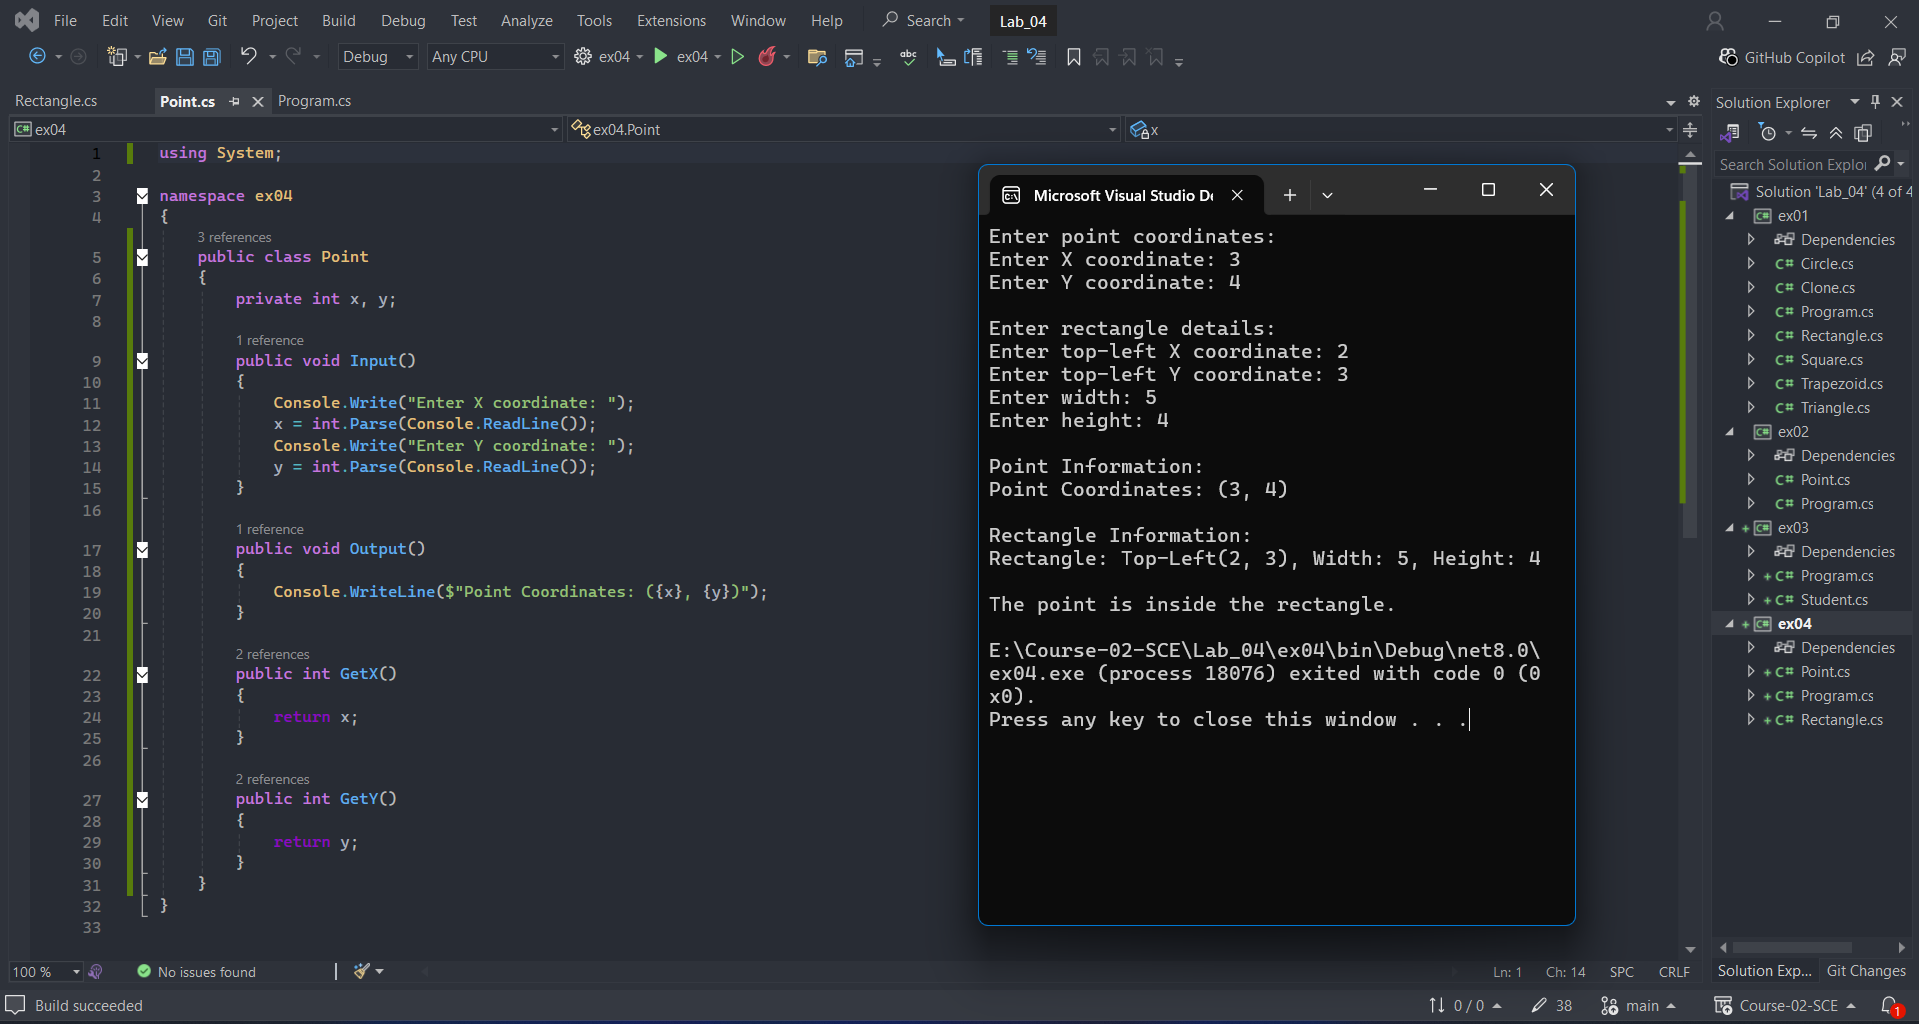 File Edit View Git Project Build Debug Test Analyze Tools Extensions Window Help Search Lab_04
Debug Any CPU ex04 ex04 GitHub Copilot
Rectangle.cs Point.cs Program.cs
ex04 ex04.Point x
1 using System;
2
3 namespace ex04
4 {
3 references
5 public class Point
6 {
7 private int x, y;
8
1 reference
9 public void Input()
10 {
11 Console.Write("Enter X coordinate: ");
12 x = int.Parse(Console.ReadLine());
13 Console.Write("Enter Y coordinate: ");
14 y = int.Parse(Console.ReadLine());
15 }
16
1 reference
17 public void Output()
18 {
19 Console.WriteLine($"Point Coordinates: ({x}, {y})");
20 }
21
2 references
22 public int GetX()
23 {
24 return x;
25 }
26
2 references
27 public int GetY()
28 {
29 return y;
30 }
31 }
32 }
33
Microsoft Visual Studio De
Enter point coordinates:
Enter X coordinate: 3
Enter Y coordinate: 4
Enter rectangle details:
Enter top-left X coordinate: 2
Enter top-left Y coordinate: 3
Enter width: 5
Enter height: 4
Point Information:
Point Coordinates: (3, 4)
Rectangle Information:
Rectangle: Top-Left(2, 3), Width: 5, Height: 4
The point is inside the rectangle.
E:\Course-02-SCE\Lab_04\ex04\bin\Debug\net8.0\
ex04.exe (process 18076) exited with code 0 (0
x0).
Press any key to close this window . . .
Solution Explorer
Search Solution Explo
Solution 'Lab_04' (4 of 4
C# ex01
Dependencies
C# Circle.cs
C# Clone.cs
C# Program.cs
C# Rectangle.cs
C# Square.cs
C# Trapezoid.cs
C# Triangle.cs
C# ex02
Dependencies
C# Point.cs
C# Program.cs
+ C# ex03
Dependencies
+ C# Program.cs
+ C# Student.cs
+ C# ex04
Dependencies
+ C# Point.cs
+ C# Program.cs
+ C# Rectangle.cs
100 % No issues found Ln: 1 Ch: 14 SPC CRLF
Solution Exp... Git Changes
Build succeeded 0 / 0 38 main Course-02-SCE 1